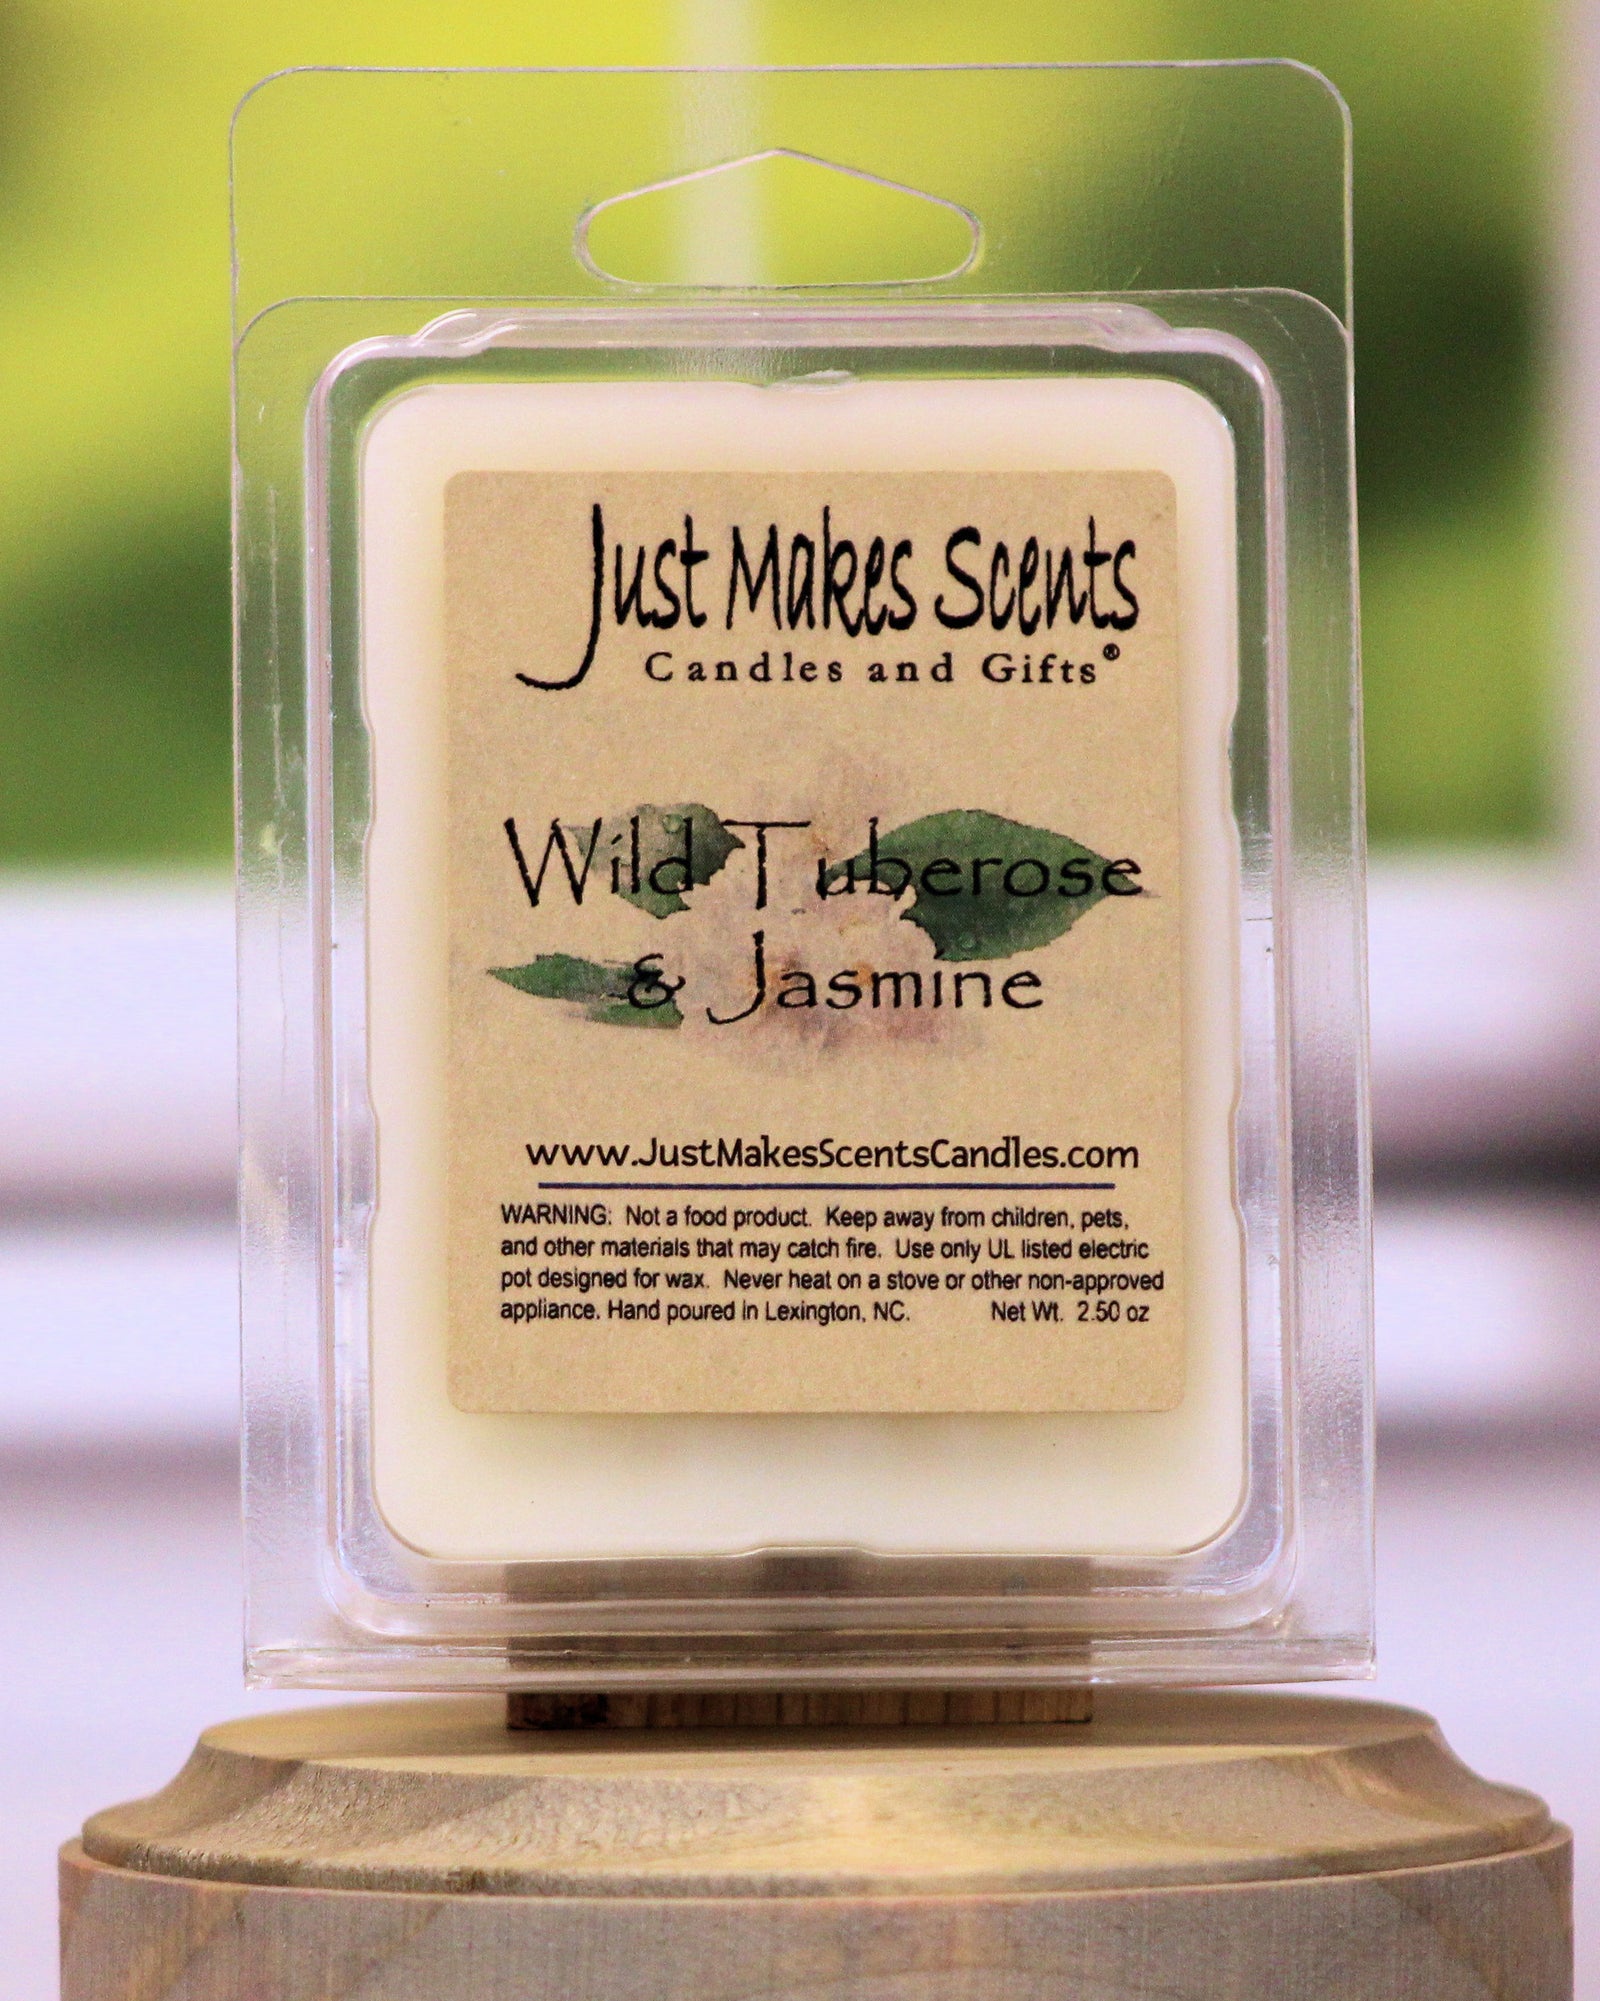 Just Makes Scents
Candles and Gifts®
Wild Tuberose
& Jasmine
www.JustMakesScentsCandles.com
WARNING: Not a food product. Keep away from children, pets,
and other materials that may catch fire. Use only UL listed electric
pot designed for wax. Never heat on a stove or other non-approved
appliance. Hand poured in Lexington, NC. Net Wt. 2.50 oz